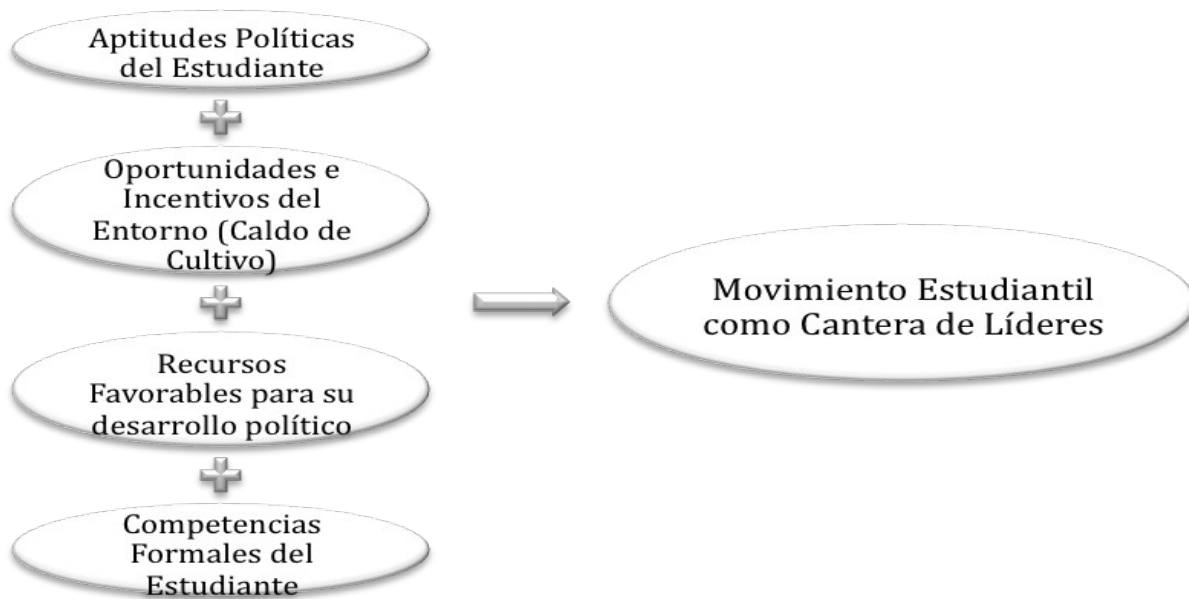 Aptitudes Políticas
del Estudiante
Oportunidades e
Incentivos del
Entorno (Caldo de
Cultivo)
Recursos
Favorables para su
desarrollo político
Competencias
Formales del
Estudiante
Movimiento Estudiantil
como Cantera de Líderes